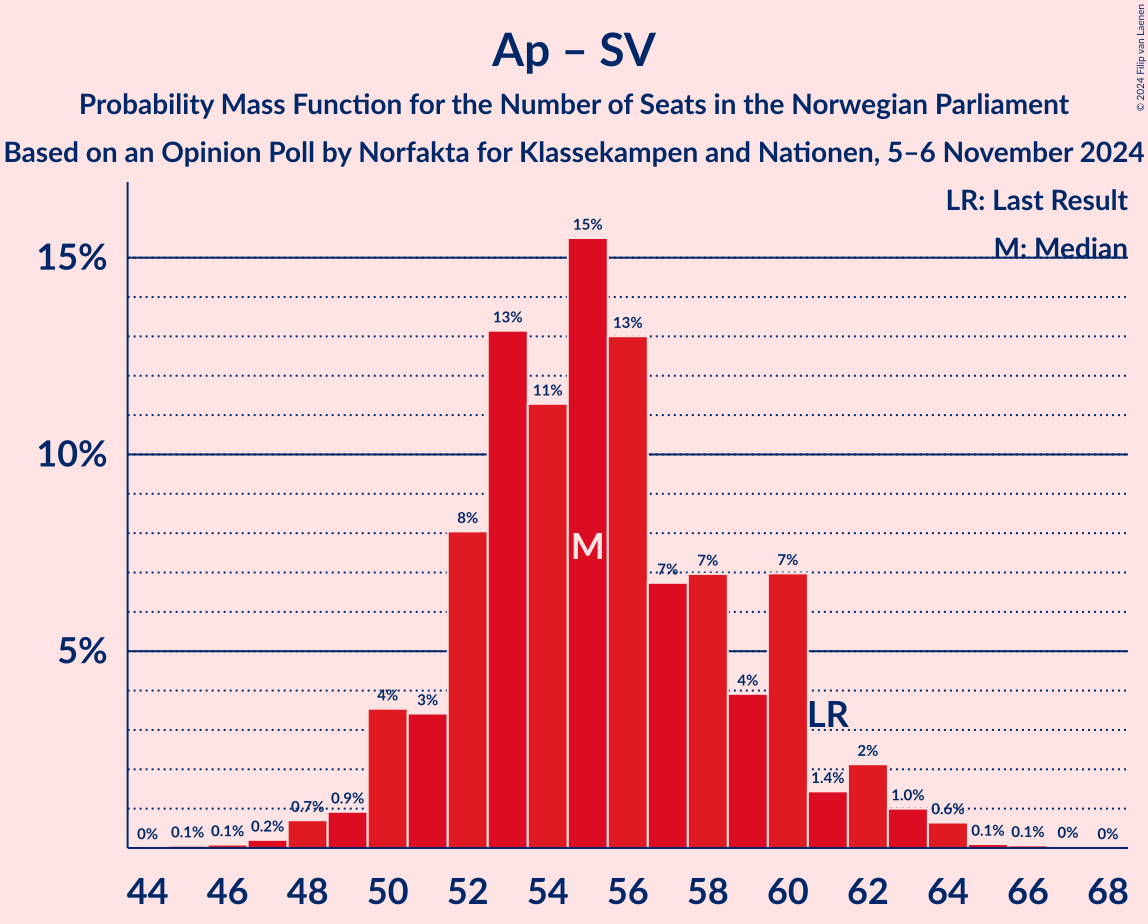 Ap – SV
Probability Mass Function for the Number of Seats in the Norwegian Parliament
Based on an Opinion Poll by Norfakta for Klassekampen and Nationen, 5–6 November 2024
© 2024 Filip van Laenen
LR: Last Result
M: Median
15%
10%
5%
0% 0.1% 0.1% 0.2% 0.7% 0.9% 4% 3% 8% 13% 11% 15% 13% 7% 7% 4% 7% 1.4% 2% 1.0% 0.6% 0.1% 0.1% 0% 0%
M
LR
44 46 48 50 52 54 56 58 60 62 64 66 68